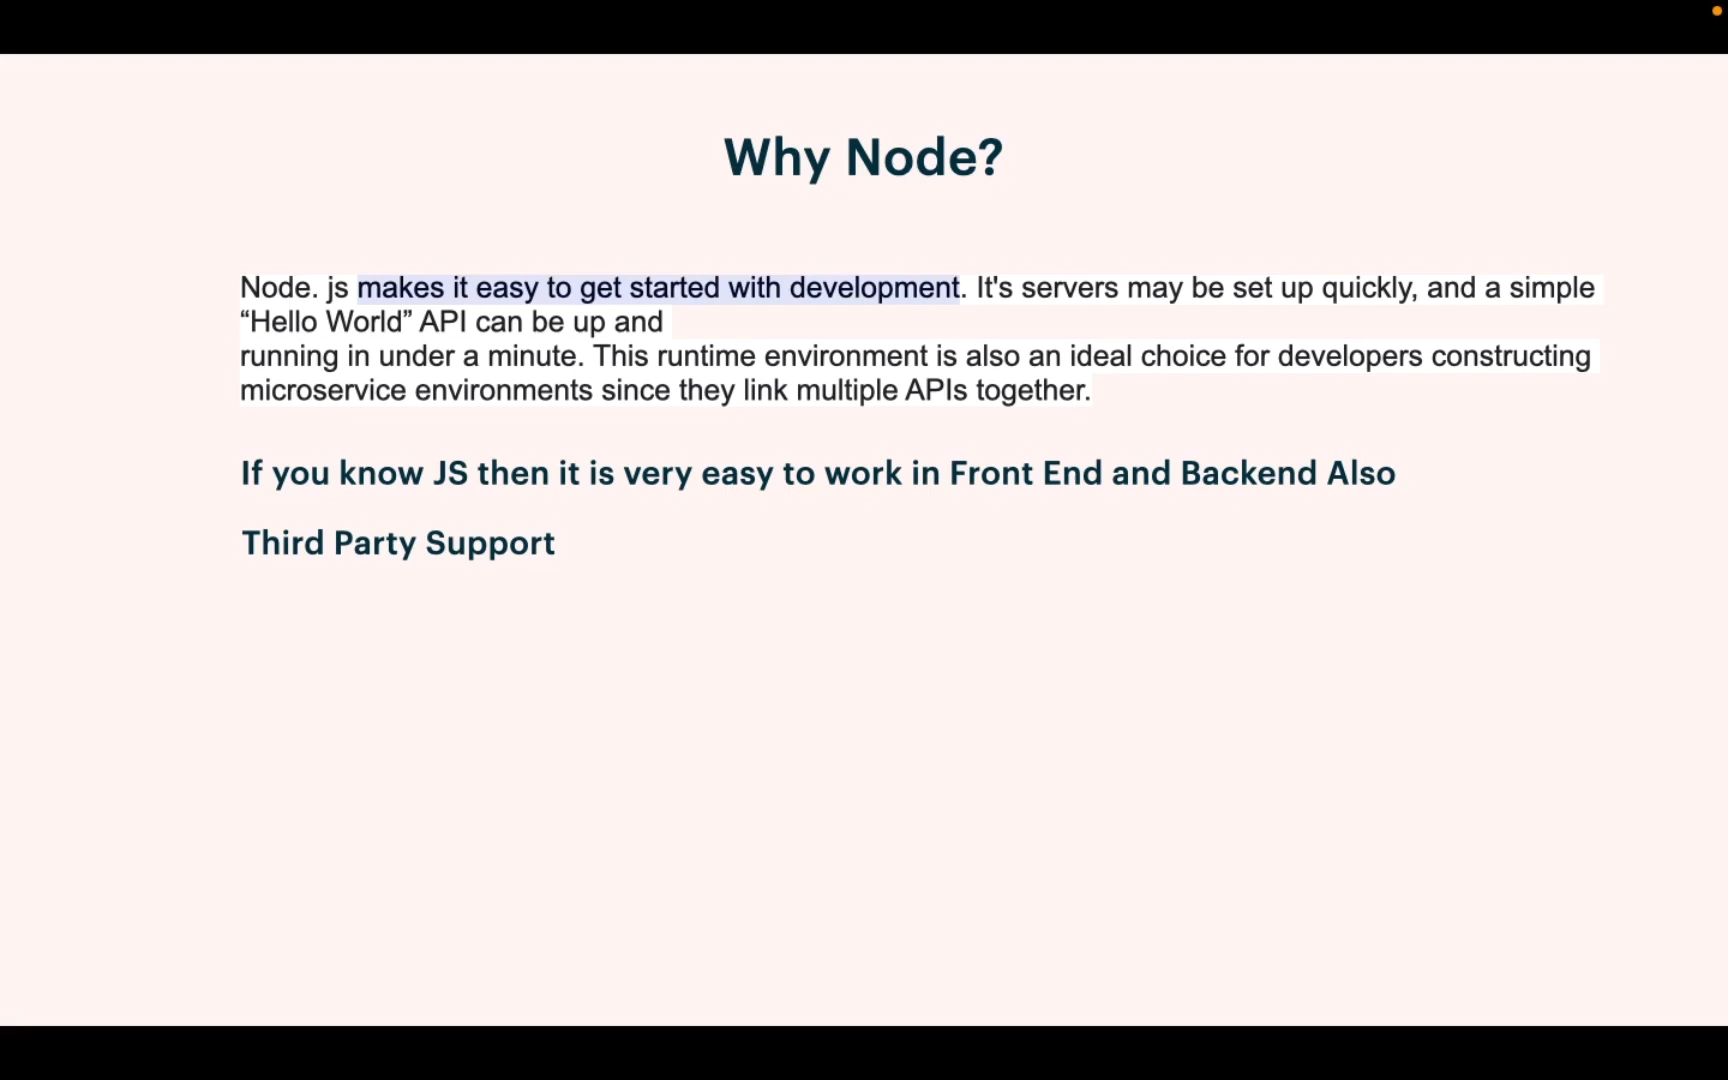 Why Node?
Node. js makes it easy to get started with development. It's servers may be set up quickly, and a simple
“Hello World” API can be up and
running in under a minute. This runtime environment is also an ideal choice for developers constructing
microservice environments since they link multiple APIs together.
If you know JS then it is very easy to work in Front End and Backend Also
Third Party Support